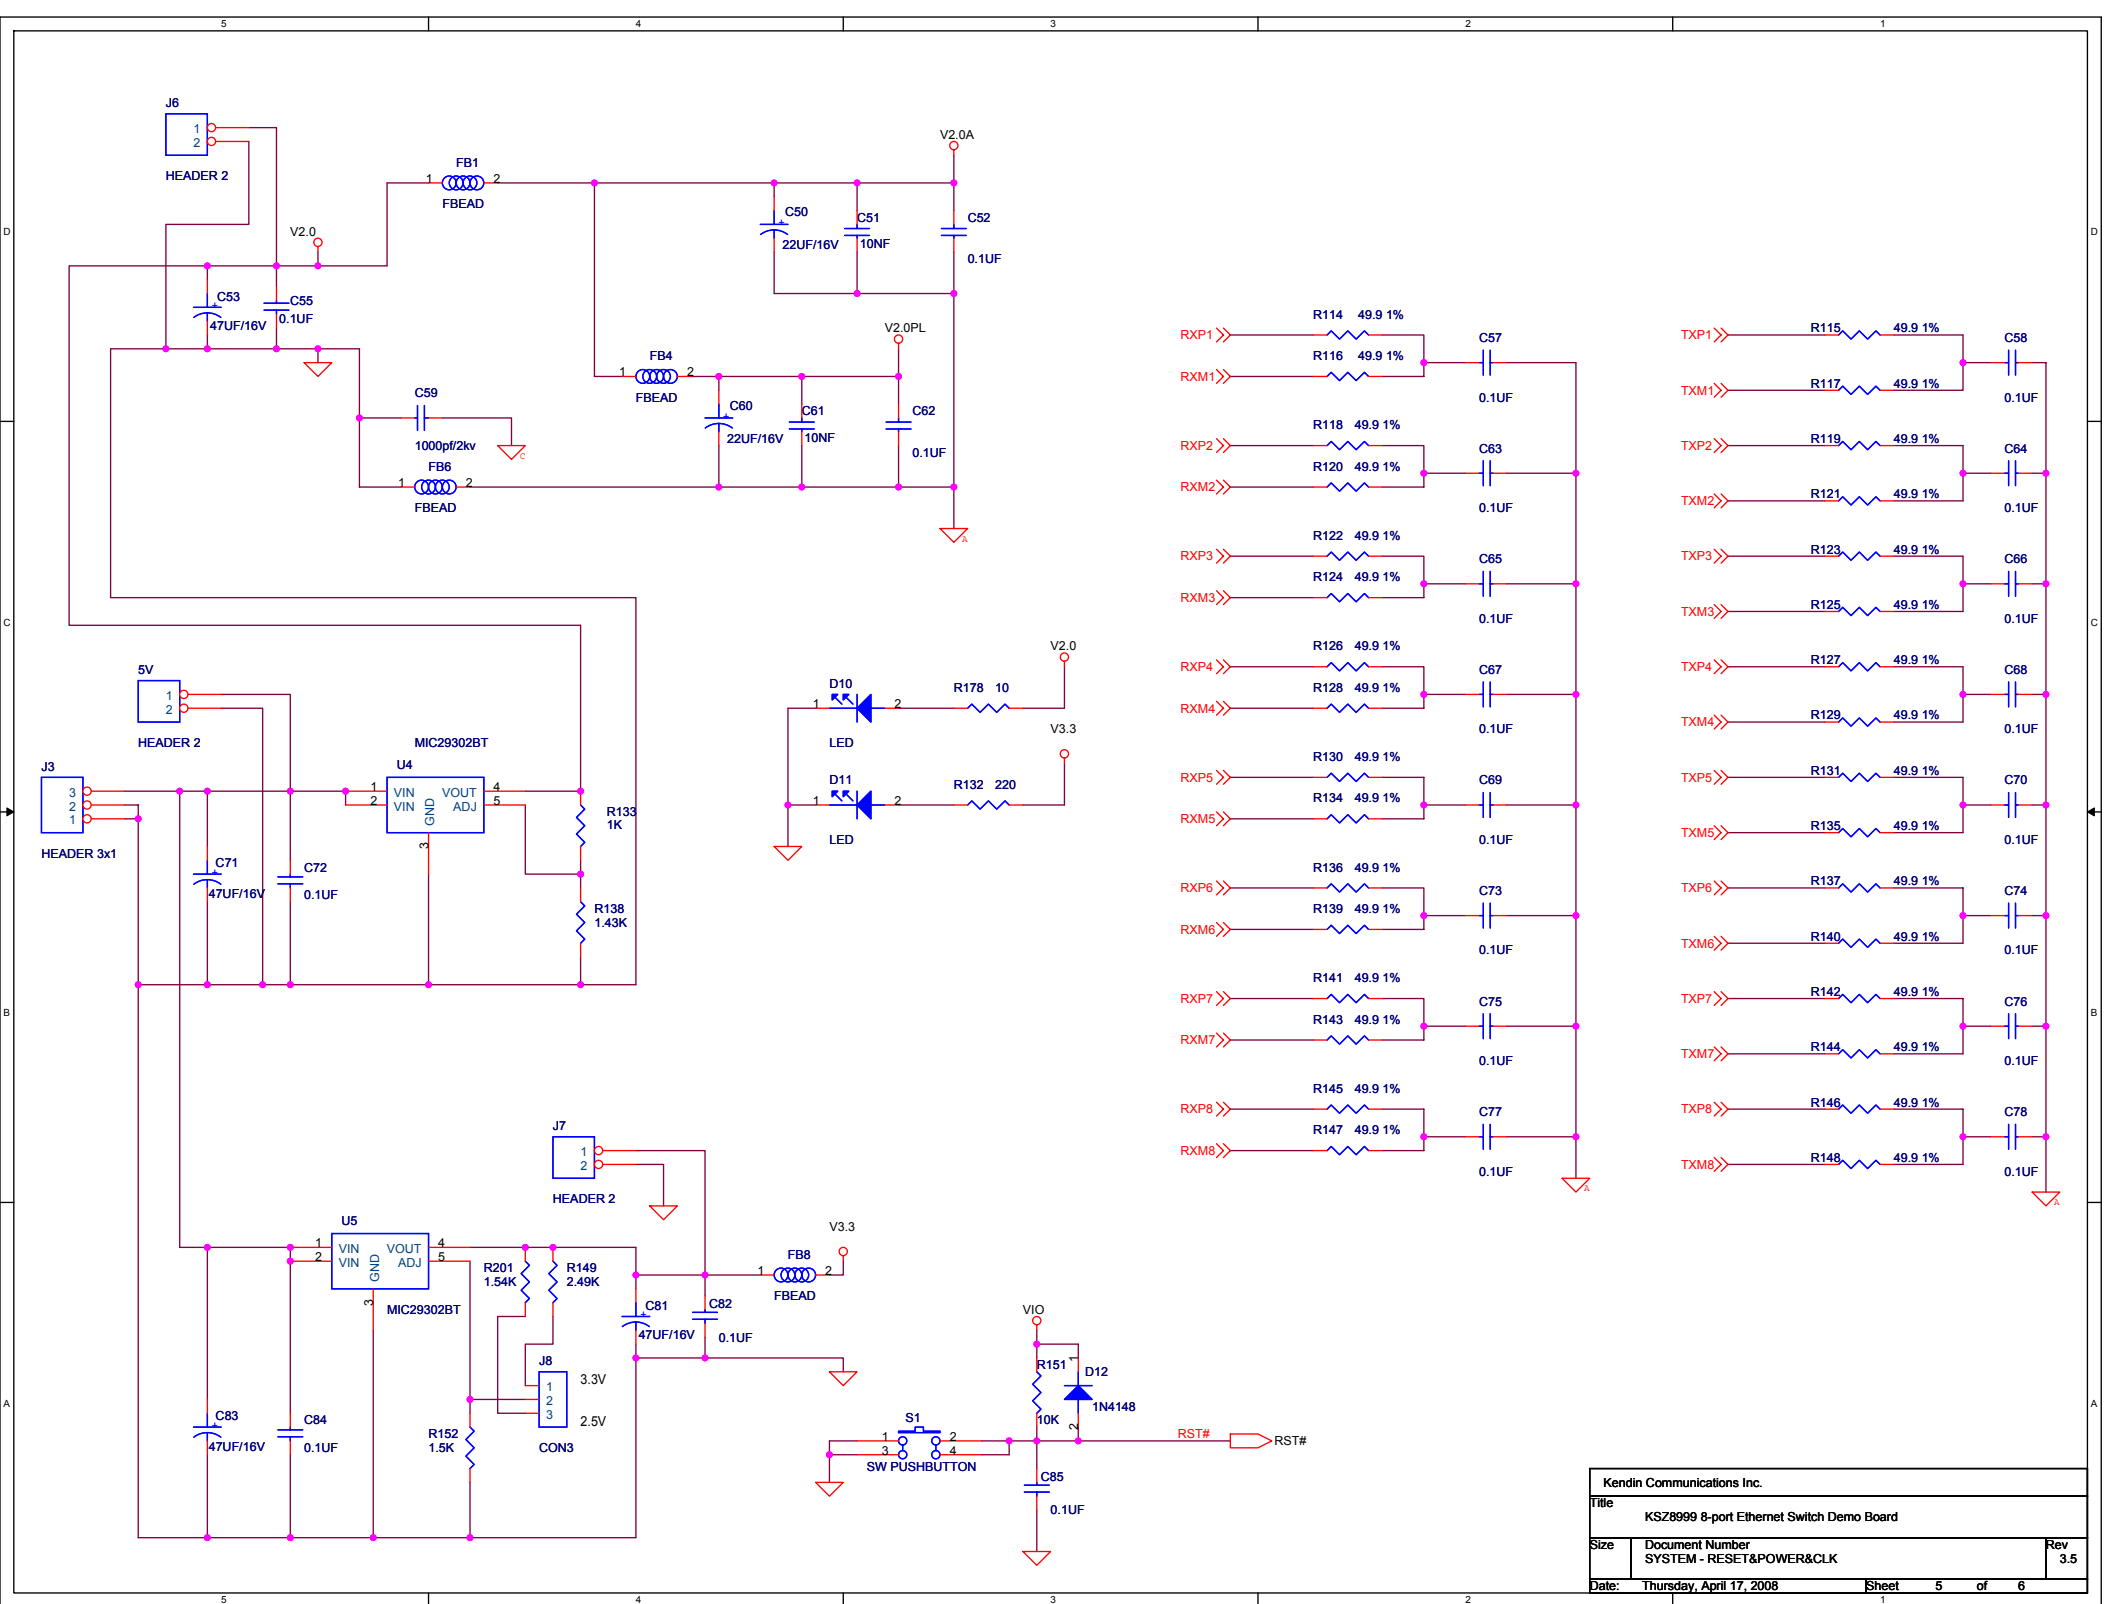 5 4 3 2 1
D D
C C
B B
A A
J6
1
2
HEADER 2
V2.0
C53
47UF/16V
C55
0.1UF
1 FB1 2
FBEAD
V2.0A
C50
22UF/16V
C51
10NF
C52
0.1UF
V2.0PL
1 FB4 2
FBEAD
C60
22UF/16V
C61
10NF
C62
0.1UF
C59
1000pf/2kv
C
1 FB6 2
FBEAD
A
5V
1
2
HEADER 2
J3
3
2
1
HEADER 3x1
MIC29302BT
U4
1 VIN VOUT 4
2 VIN ADJ 5
GND
3
R133
1K
R138
1.43K
C71
47UF/16V
C72
0.1UF
V2.0
D10
1 2
LED
R178 10
V3.3
D11
1 2
LED
R132 220
J7
1
2
HEADER 2
U5
1 VIN VOUT 4
2 VIN ADJ 5
GND
3
MIC29302BT
R201
1.54K
R149
2.49K
J8
1
2
3
3.3V
2.5V
CON3
R152
1.5K
C83
47UF/16V
C84
0.1UF
C81
47UF/16V
C82
0.1UF
V3.3
1 FB8 2
FBEAD
VIO
R151
10K
1
D12
1N4148
2
S1
1 2
3 4
SW PUSHBUTTON
RST# RST#
C85
0.1UF
RXP1 R114 49.9 1%
RXM1 R116 49.9 1%
C57
0.1UF
RXP2 R118 49.9 1%
RXM2 R120 49.9 1%
C63
0.1UF
RXP3 R122 49.9 1%
RXM3 R124 49.9 1%
C65
0.1UF
RXP4 R126 49.9 1%
RXM4 R128 49.9 1%
C67
0.1UF
RXP5 R130 49.9 1%
RXM5 R134 49.9 1%
C69
0.1UF
RXP6 R136 49.9 1%
RXM6 R139 49.9 1%
C73
0.1UF
RXP7 R141 49.9 1%
RXM7 R143 49.9 1%
C75
0.1UF
RXP8 R145 49.9 1%
RXM8 R147 49.9 1%
C77
0.1UF
A
TXP1 R115 49.9 1%
TXM1 R117 49.9 1%
C58
0.1UF
TXP2 R119 49.9 1%
TXM2 R121 49.9 1%
C64
0.1UF
TXP3 R123 49.9 1%
TXM3 R125 49.9 1%
C66
0.1UF
TXP4 R127 49.9 1%
TXM4 R129 49.9 1%
C68
0.1UF
TXP5 R131 49.9 1%
TXM5 R135 49.9 1%
C70
0.1UF
TXP6 R137 49.9 1%
TXM6 R140 49.9 1%
C74
0.1UF
TXP7 R142 49.9 1%
TXM7 R144 49.9 1%
C76
0.1UF
TXP8 R146 49.9 1%
TXM8 R148 49.9 1%
C78
0.1UF
A
Kendin Communications Inc.
Title
KSZ8999 8-port Ethernet Switch Demo Board
Size Document Number Rev
SYSTEM - RESET&POWER&CLK 3.5
Date: Thursday, April 17, 2008 Sheet 5 of 6
5 4 3 2 1